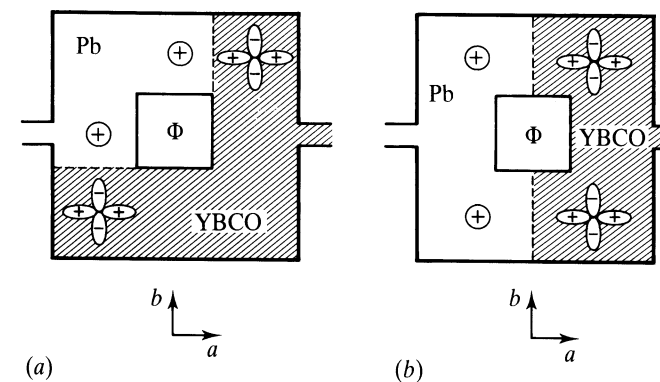 Pb
+
− + + −
+
Φ
− + + −
YBCO
b
a
(a)
+
− + + −
Pb
Φ
YBCO
+
− + + −
b
a
(b)